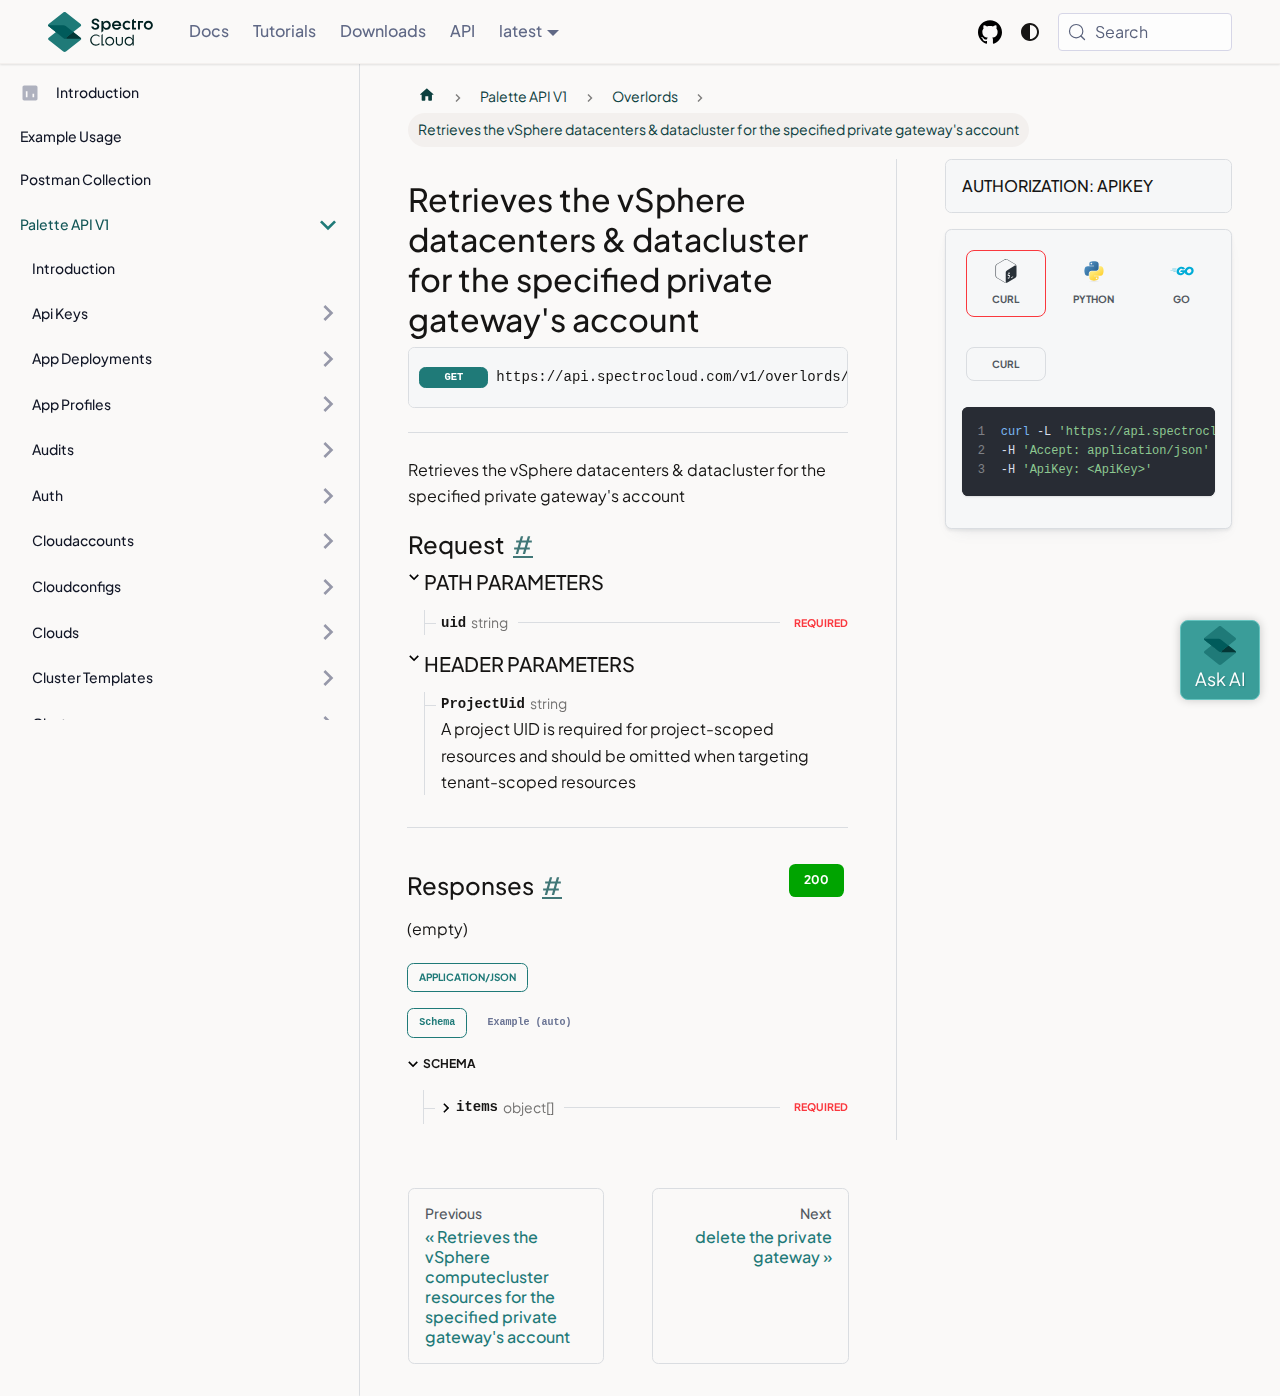 Spectro Cloud
Docs
Tutorials
Downloads
API
latest
Search
Introduction
Example Usage
Postman Collection
Palette API V1
Introduction
Api Keys
App Deployments
App Profiles
Audits
Auth
Cloudaccounts
Cloudconfigs
Clouds
Cluster Templates
Palette API V1
Overlords
Retrieves the vSphere datacenters & datacluster for the specified private gateway's account
Retrieves the vSphere
datacenters & datacluster
for the specified private
gateway's account
GET https://api.spectrocloud.com/v1/overlords/
Retrieves the vSphere datacenters & datacluster for the
specified private gateway's account
Request #
PATH PARAMETERS
uid string REQUIRED
HEADER PARAMETERS
ProjectUid string
A project UID is required for project-scoped
resources and should be omitted when targeting
tenant-scoped resources
Responses #
200
(empty)
APPLICATION/JSON
Schema Example (auto)
SCHEMA
items object[] REQUIRED
AUTHORIZATION: APIKEY
CURL PYTHON GO
CURL
1 curl -L 'https://api.spectrocl
2 -H 'Accept: application/json'
3 -H 'ApiKey: <ApiKey>'
Ask AI
Previous
« Retrieves the
vSphere
computecluster
resources for the
specified private
gateway's account
Next
delete the private
gateway »